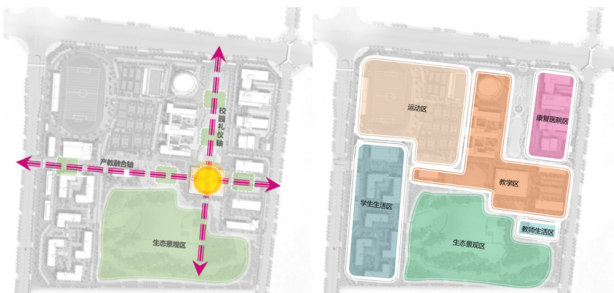 校园礼仪轴
产教融合轴
生态景观区
运动区
康复医院区
教学区
学生生活区
教师生活区
生态景观区